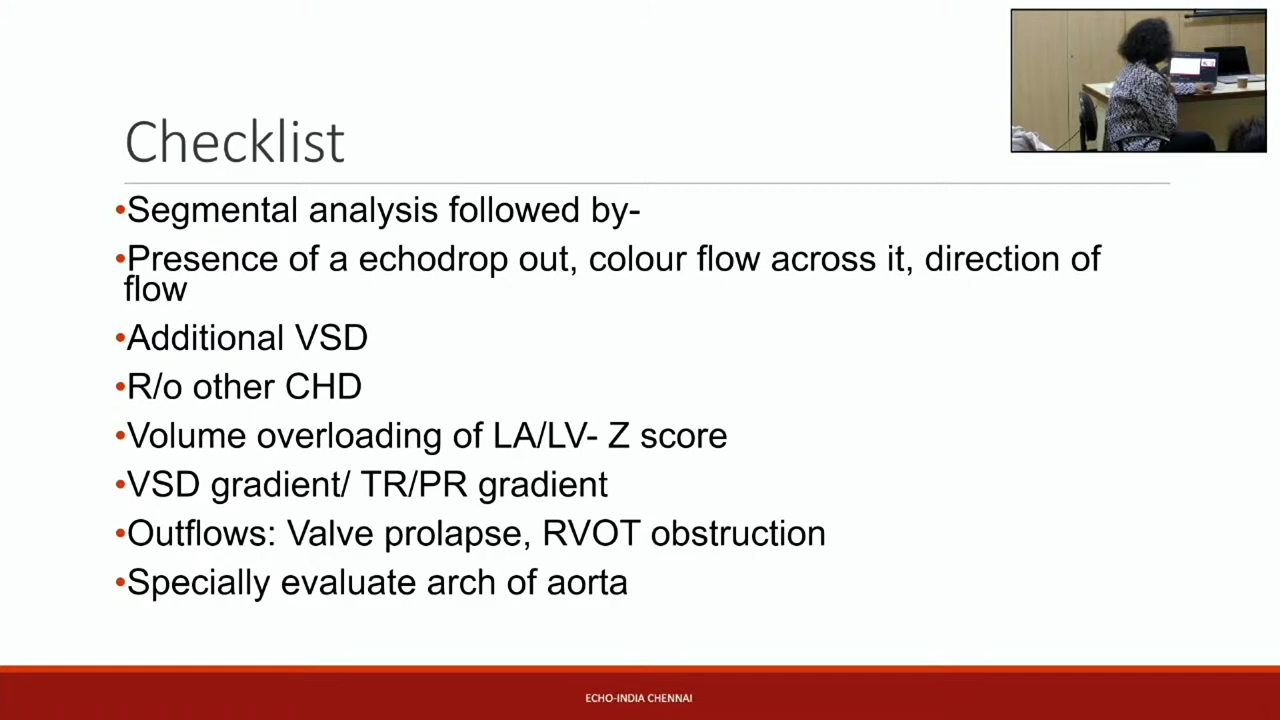 Checklist
•Segmental analysis followed by-
•Presence of a echodrop out, colour flow across it, direction of
flow
•Additional VSD
•R/o other CHD
•Volume overloading of LA/LV- Z score
•VSD gradient/ TR/PR gradient
•Outflows: Valve prolapse, RVOT obstruction
•Specially evaluate arch of aorta
ECHO-INDIA CHENNAI